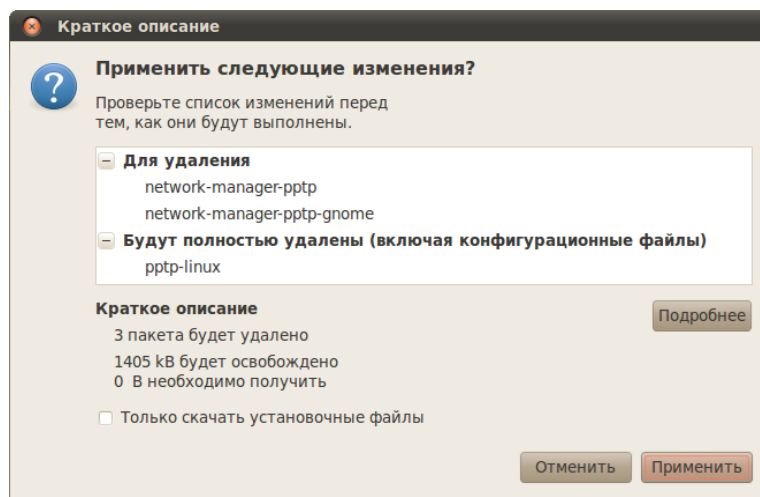 Краткое описание
Применить следующие изменения?
Проверьте список изменений перед
тем, как они будут выполнены.
Для удаления
network-manager-pptp
network-manager-pptp-gnome
Будут полностью удалены (включая конфигурационные файлы)
pptp-linux
Краткое описание
Подробнее
3 пакета будет удалено
1405 kB будет освобождено
0 B необходимо получить
Только скачать установочные файлы
Отменить Применить